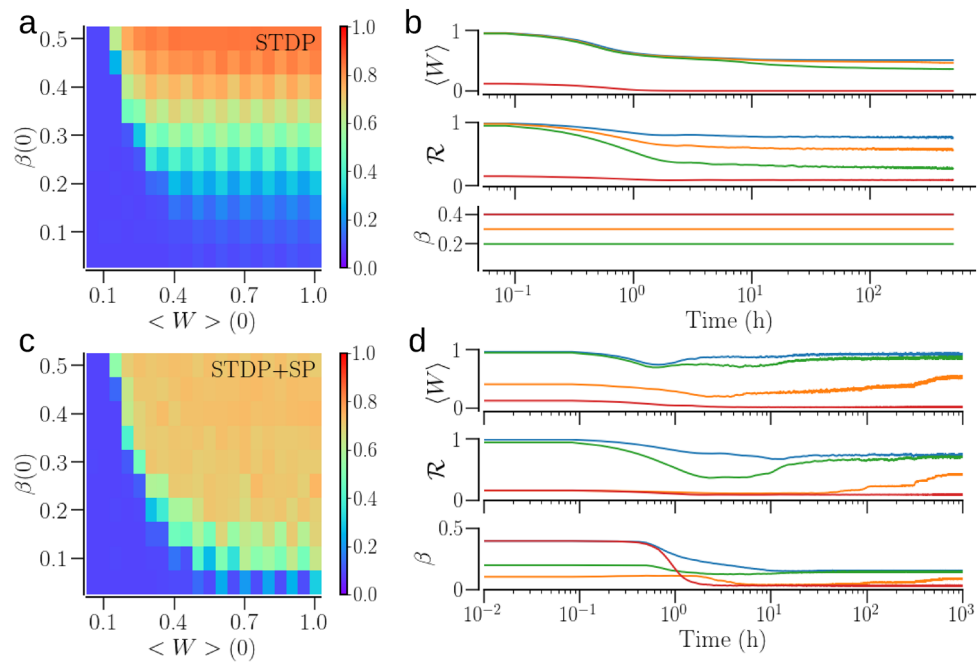 a
STDP
β(0)
0.5
0.4
0.3
0.2
0.1
0.1 0.4 0.7 1.0
< W > (0)
1.0
0.8
0.6
0.4
0.2
0.0
b
⟨W⟩
1
0
ℛ
1
0
β
0.4
0.2
10⁻¹ 10⁰ 10¹ 10²
Time (h)
c
STDP+SP
β(0)
0.5
0.4
0.3
0.2
0.1
0.1 0.4 0.7 1.0
< W > (0)
1.0
0.8
0.6
0.4
0.2
0.0
d
⟨W⟩
1
0
ℛ
1
0
β
0.5
0
10⁻² 10⁻¹ 10⁰ 10¹ 10² 10³
Time (h)